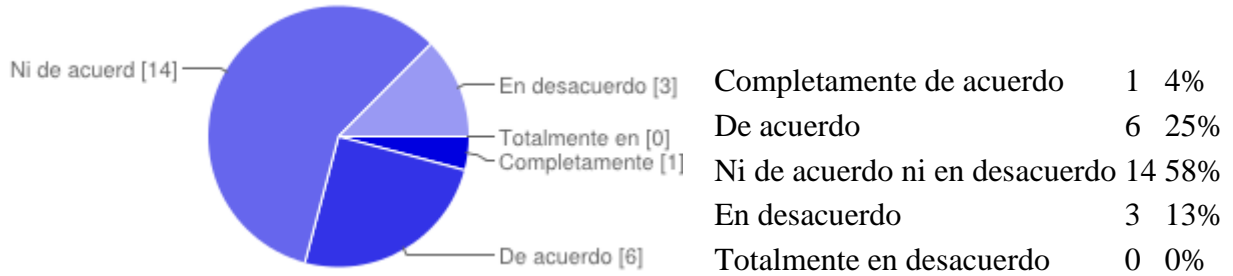 Ni de acuerd [14]
En desacuerdo [3]
Totalmente en [0]
Completamente [1]
De acuerdo [6]
Completamente de acuerdo 1 4%
De acuerdo 6 25%
Ni de acuerdo ni en desacuerdo 14 58%
En desacuerdo 3 13%
Totalmente en desacuerdo 0 0%